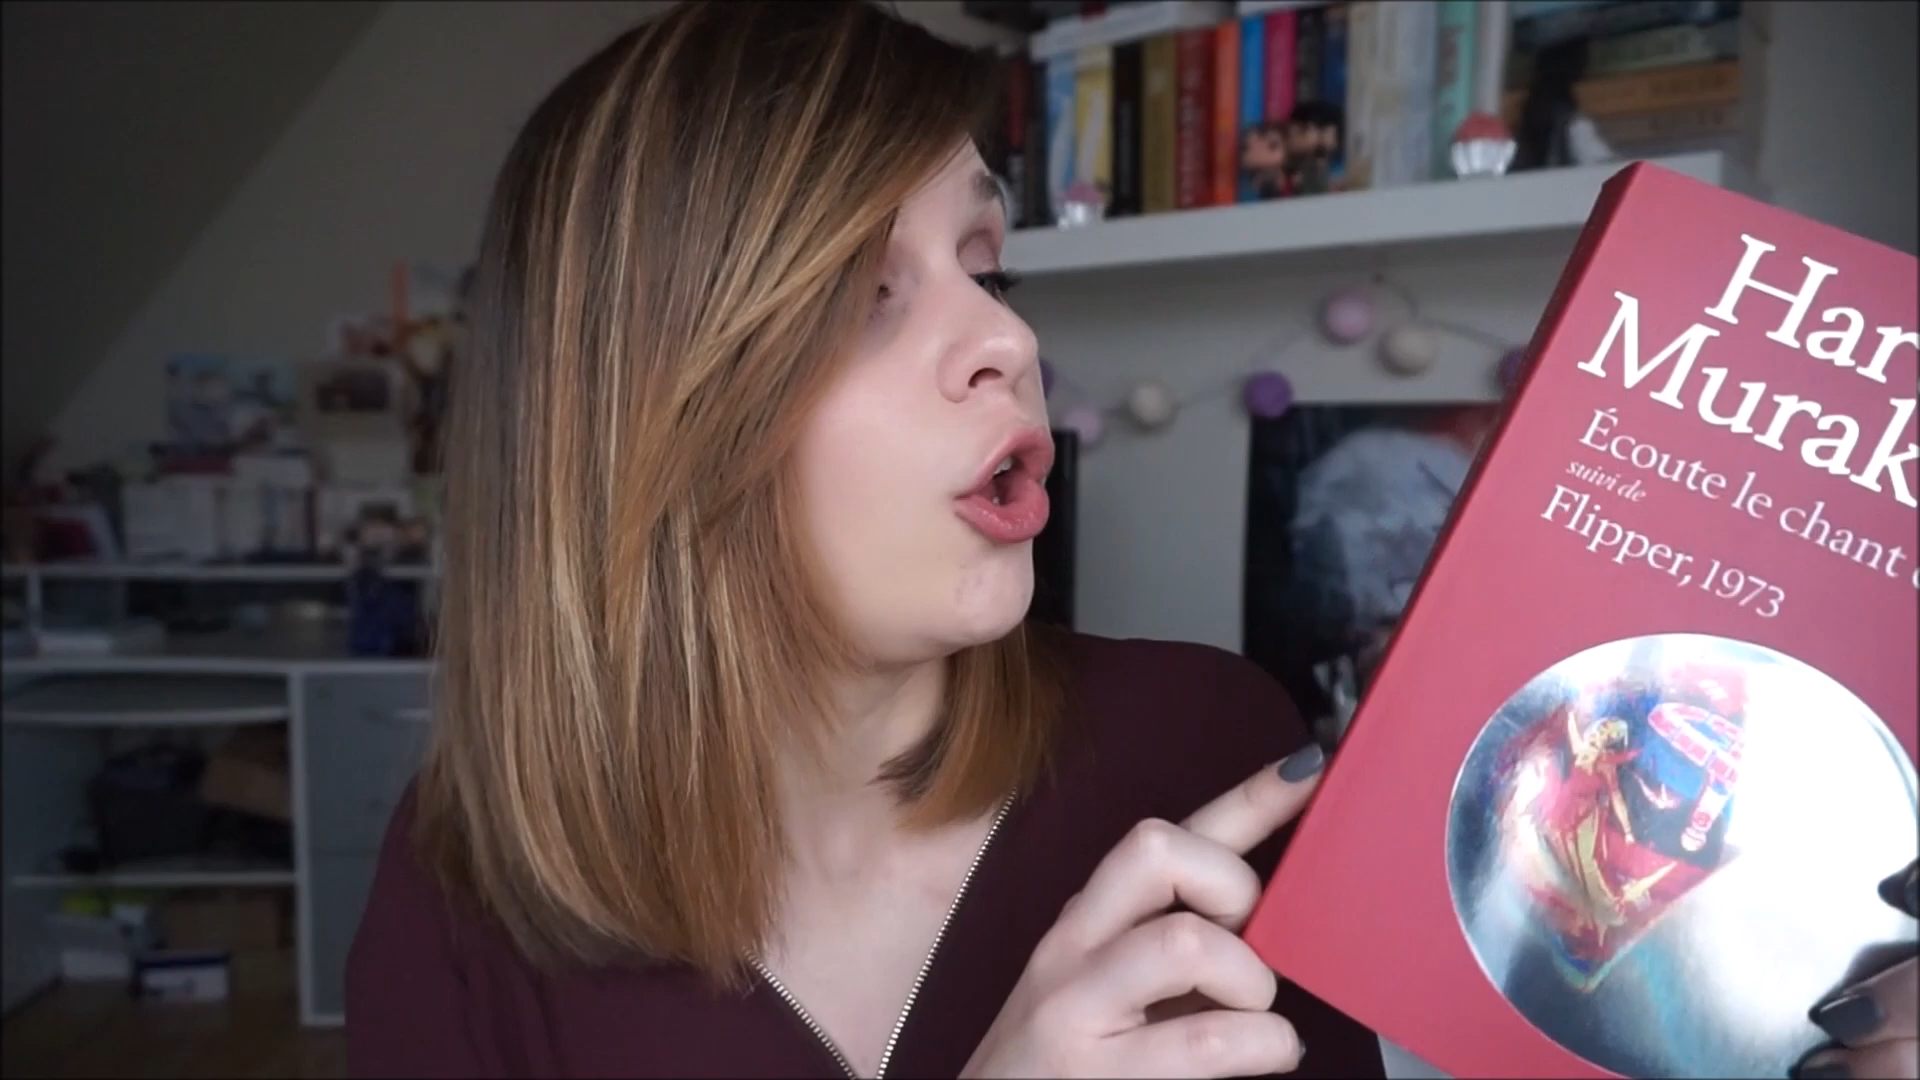 Har
Murak
Écoute le chant
suivi de
Flipper, 1973